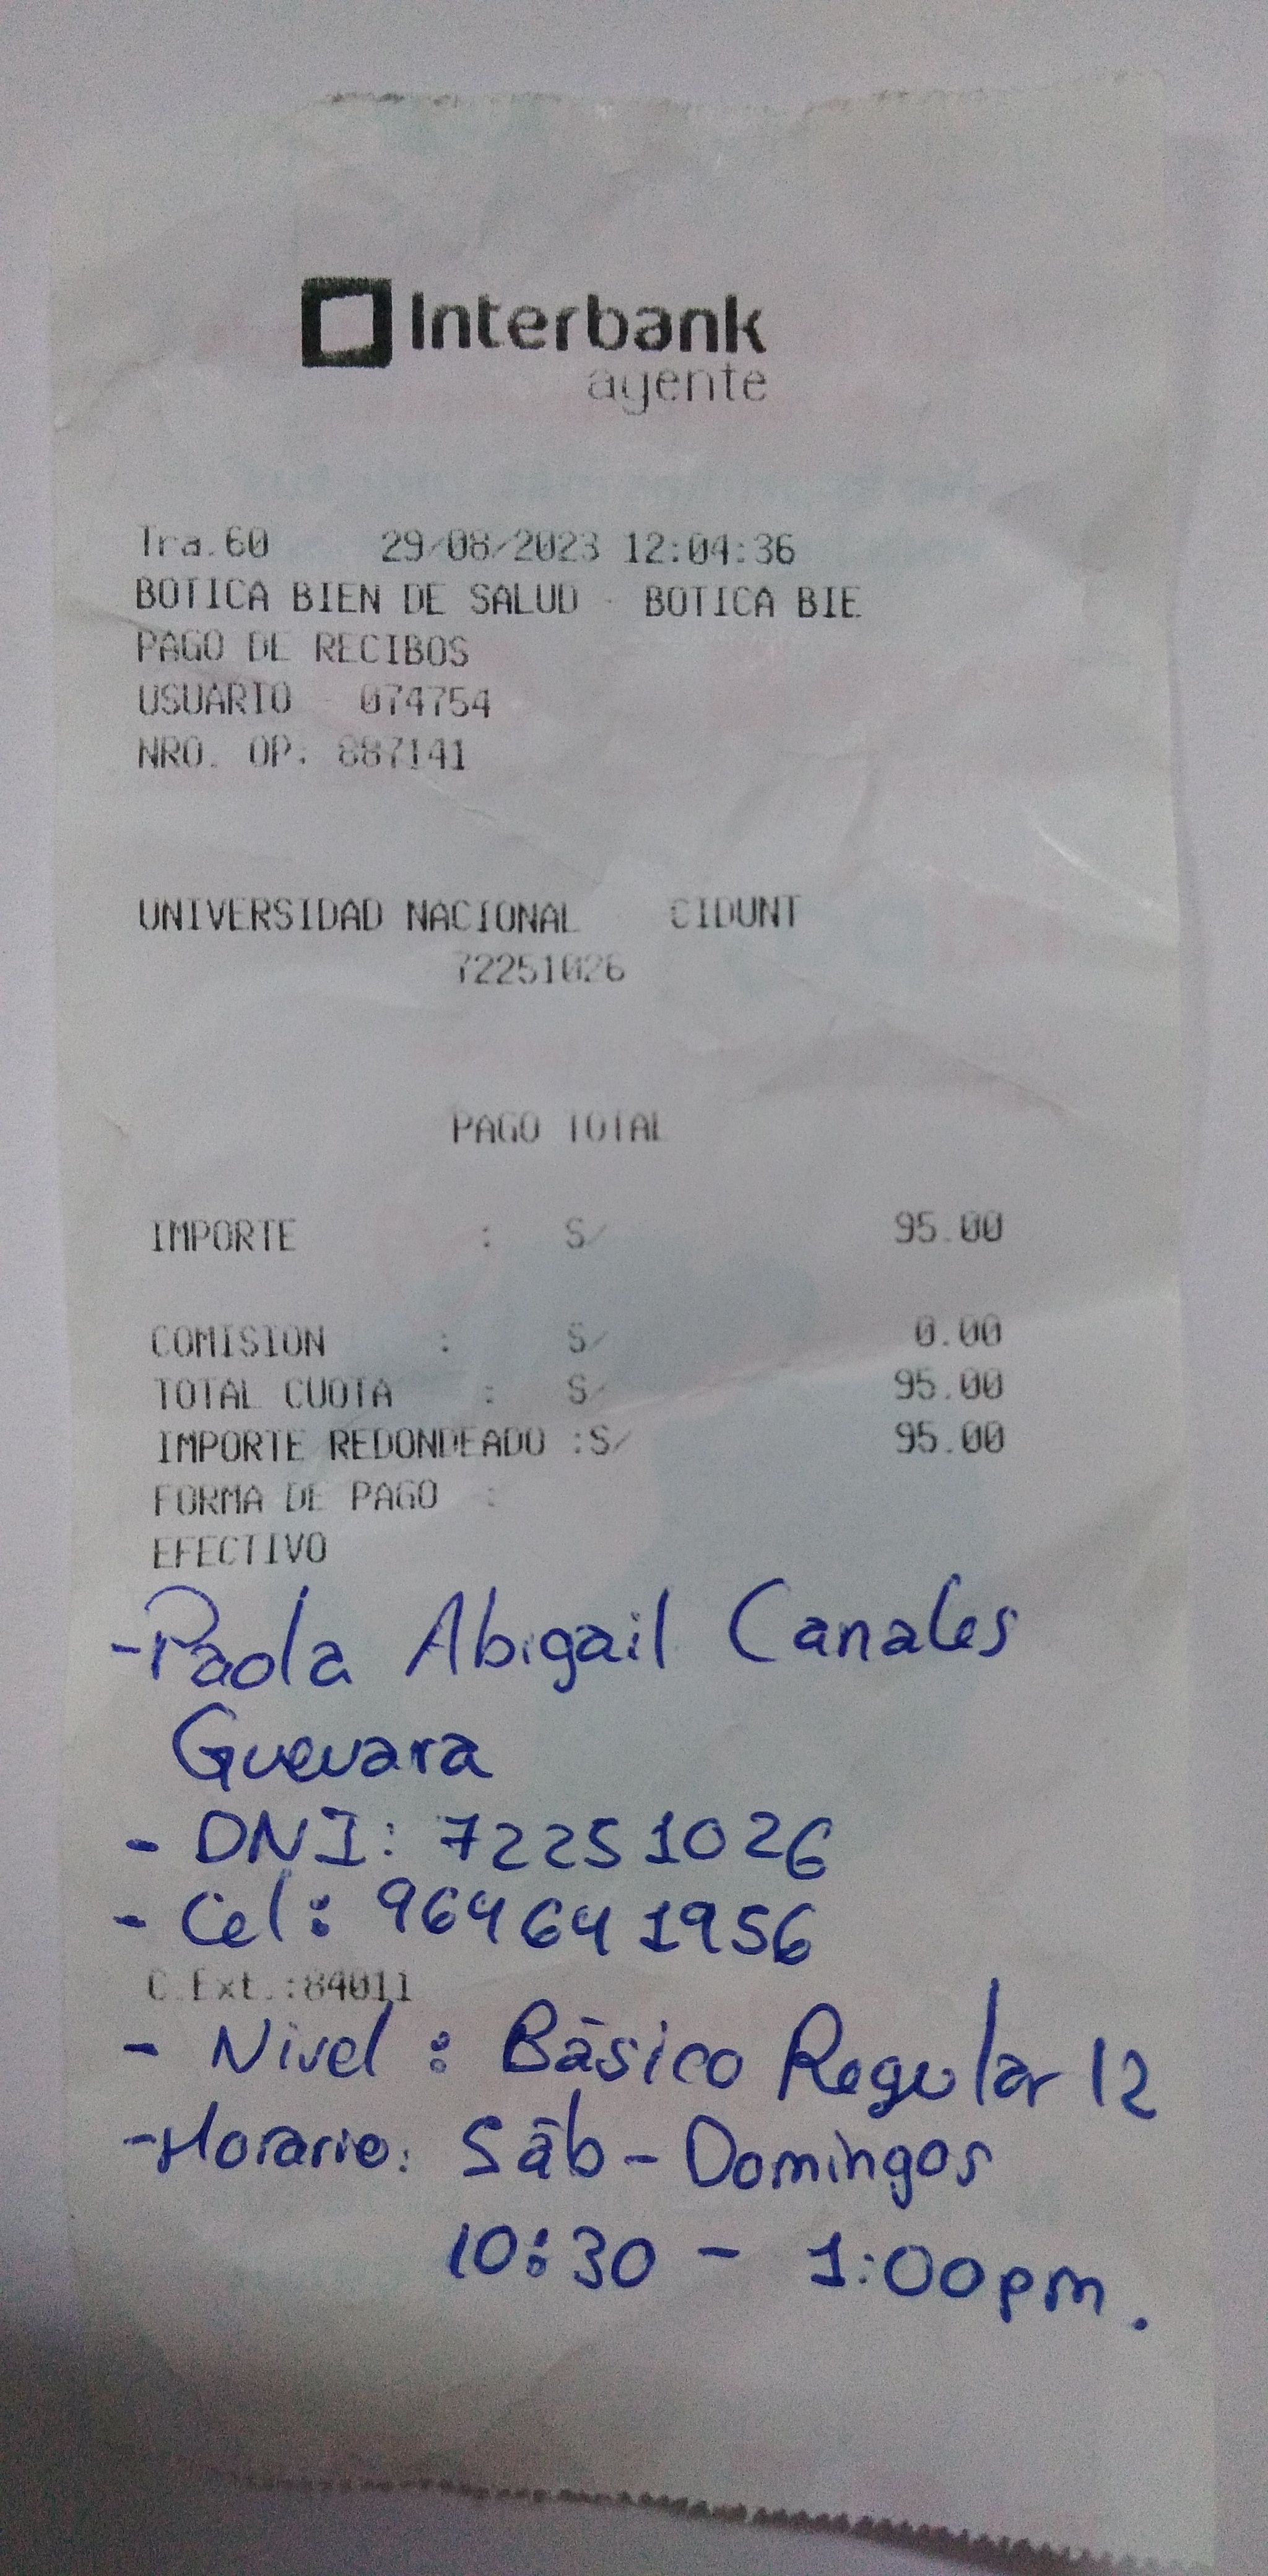 Interbank
agente
Tra.60 29/08/2023 12:04:36
BOTICA BIEN DE SALUD - BOTICA BIE
PAGO DE RECIBOS
USUARIO - 074754
NRO. OP. 887141
UNIVERSIDAD NACIONAL - CIDUNT
72251026
PAGO TOTAL
IMPORTE : S/ 95.00
COMISION : S/ 0.00
TOTAL CUOTA : S/ 95.00
IMPORTE REDONDEADO :S/ 95.00
FORMA DE PAGO :
EFECTIVO
-Paola Abigail Canales
Guevara
- DNI: 72251026
- Cel: 964641956
C.Ext.:84011
- Nivel : Básico Regular 12
-Horario: Sáb - Domingos
10:30 - 1:00pm.